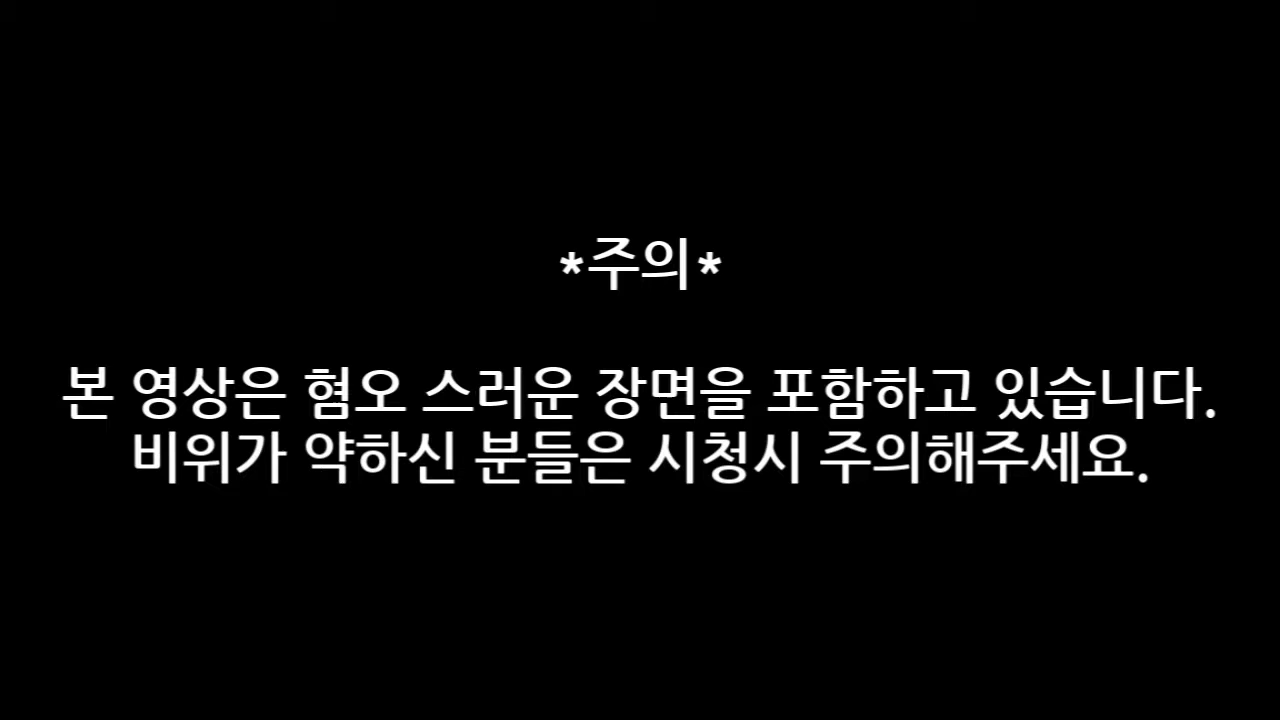 *주의*
본 영상은 혐오 스러운 장면을 포함하고 있습니다.
비위가 약하신 분들은 시청시 주의해주세요.